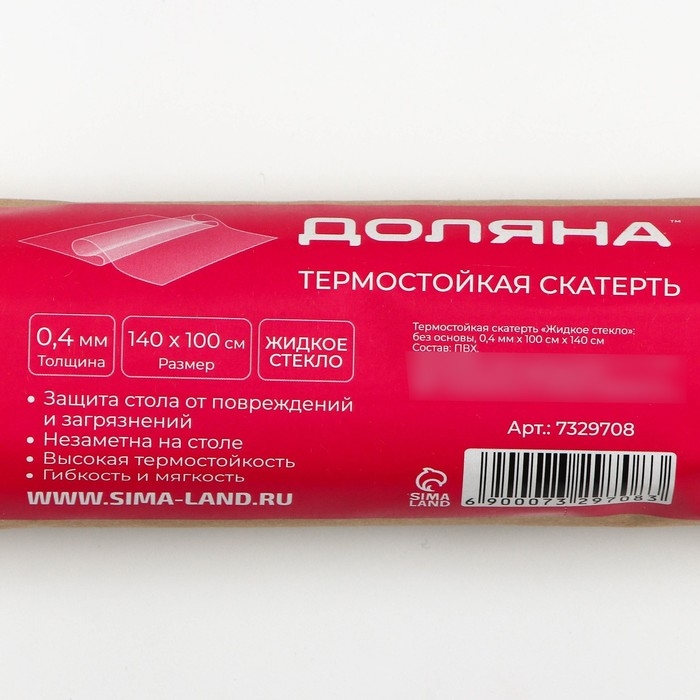 ДОЛЯНА™
ТЕРМОСТОЙКАЯ СКАТЕРТЬ
0,4 мм
Толщина
140 х 100 см
Размер
ЖИДКОЕ
СТЕКЛО
Термостойкая скатерть «Жидкое стекло»:
без основы, 0,4 мм х 100 см х 140 см
Состав: ПВХ.
• Защита стола от повреждений
и загрязнений
• Незаметна на столе
• Высокая термостойкость
• Гибкость и мягкость
WWW.SIMA-LAND.RU
Арт.: 7329708
SIMA
LAND
6 900073 297083